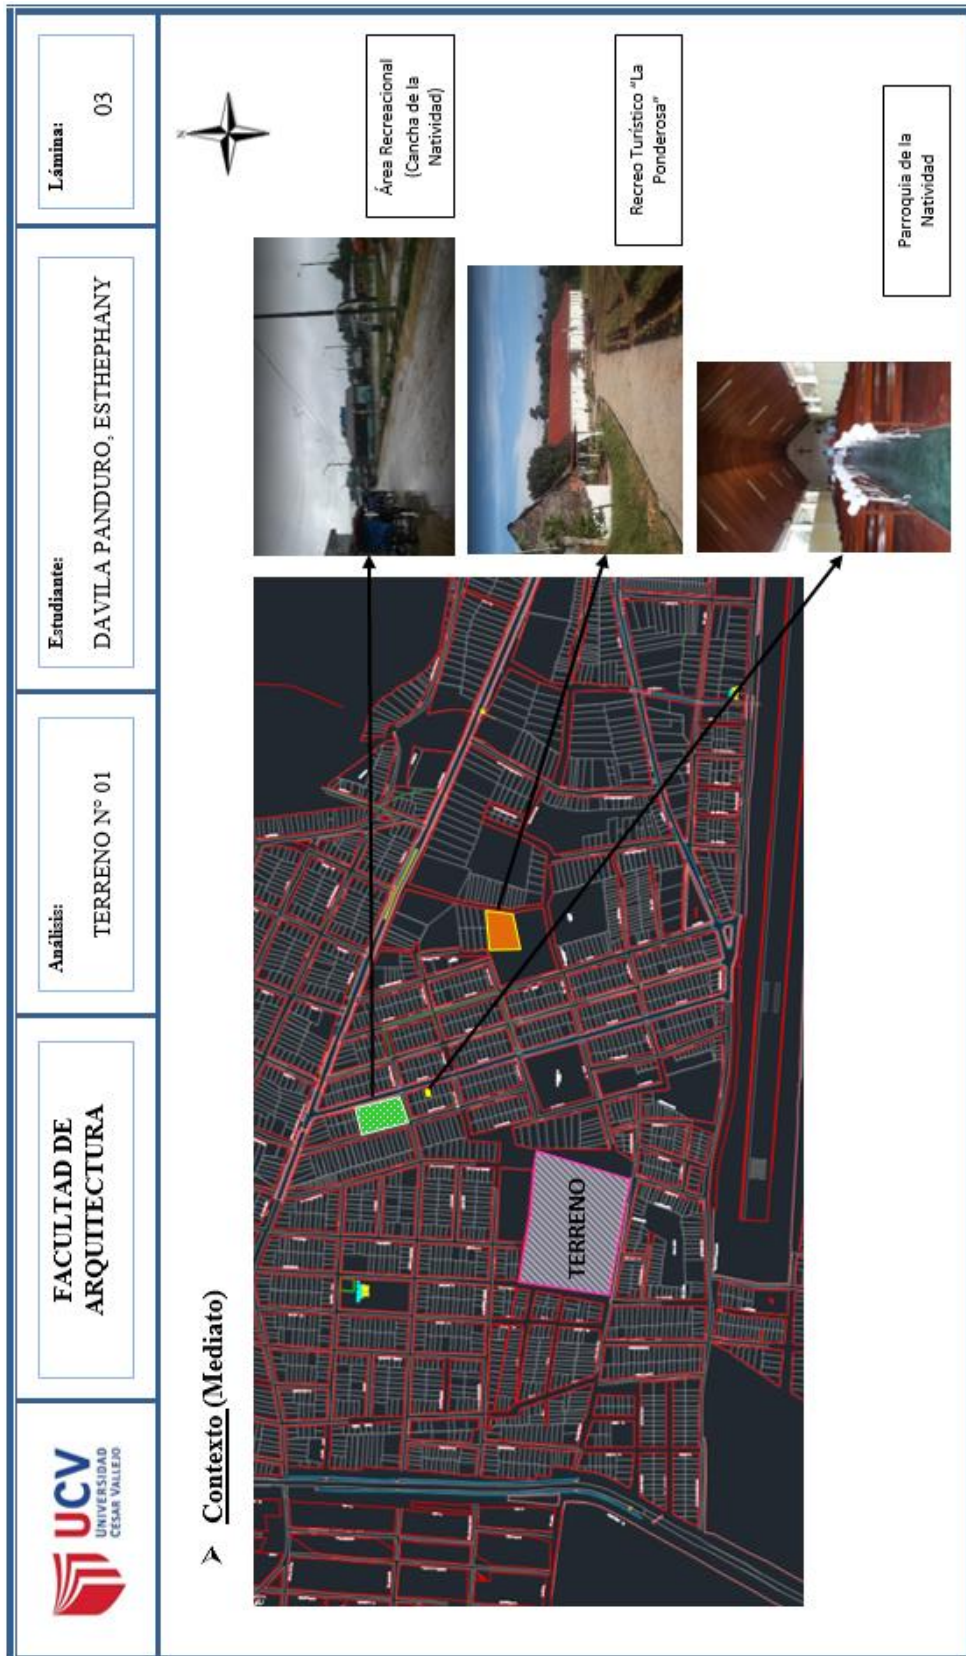 UCV
UNIVERSIDAD
CESAR VALLEJO
FACULTAD DE
ARQUITECTURA
Análisis:
TERRENO N° 01
Estudiante:
DAVILA PANDURO, ESTHEPHANY
Lámina:
03
➤ Contexto (Mediato)
N
TERRENO
Área Recreacional
(Cancha de la
Natividad)
Recreo Turístico "La
Ponderosa"
Parroquia de la
Natividad